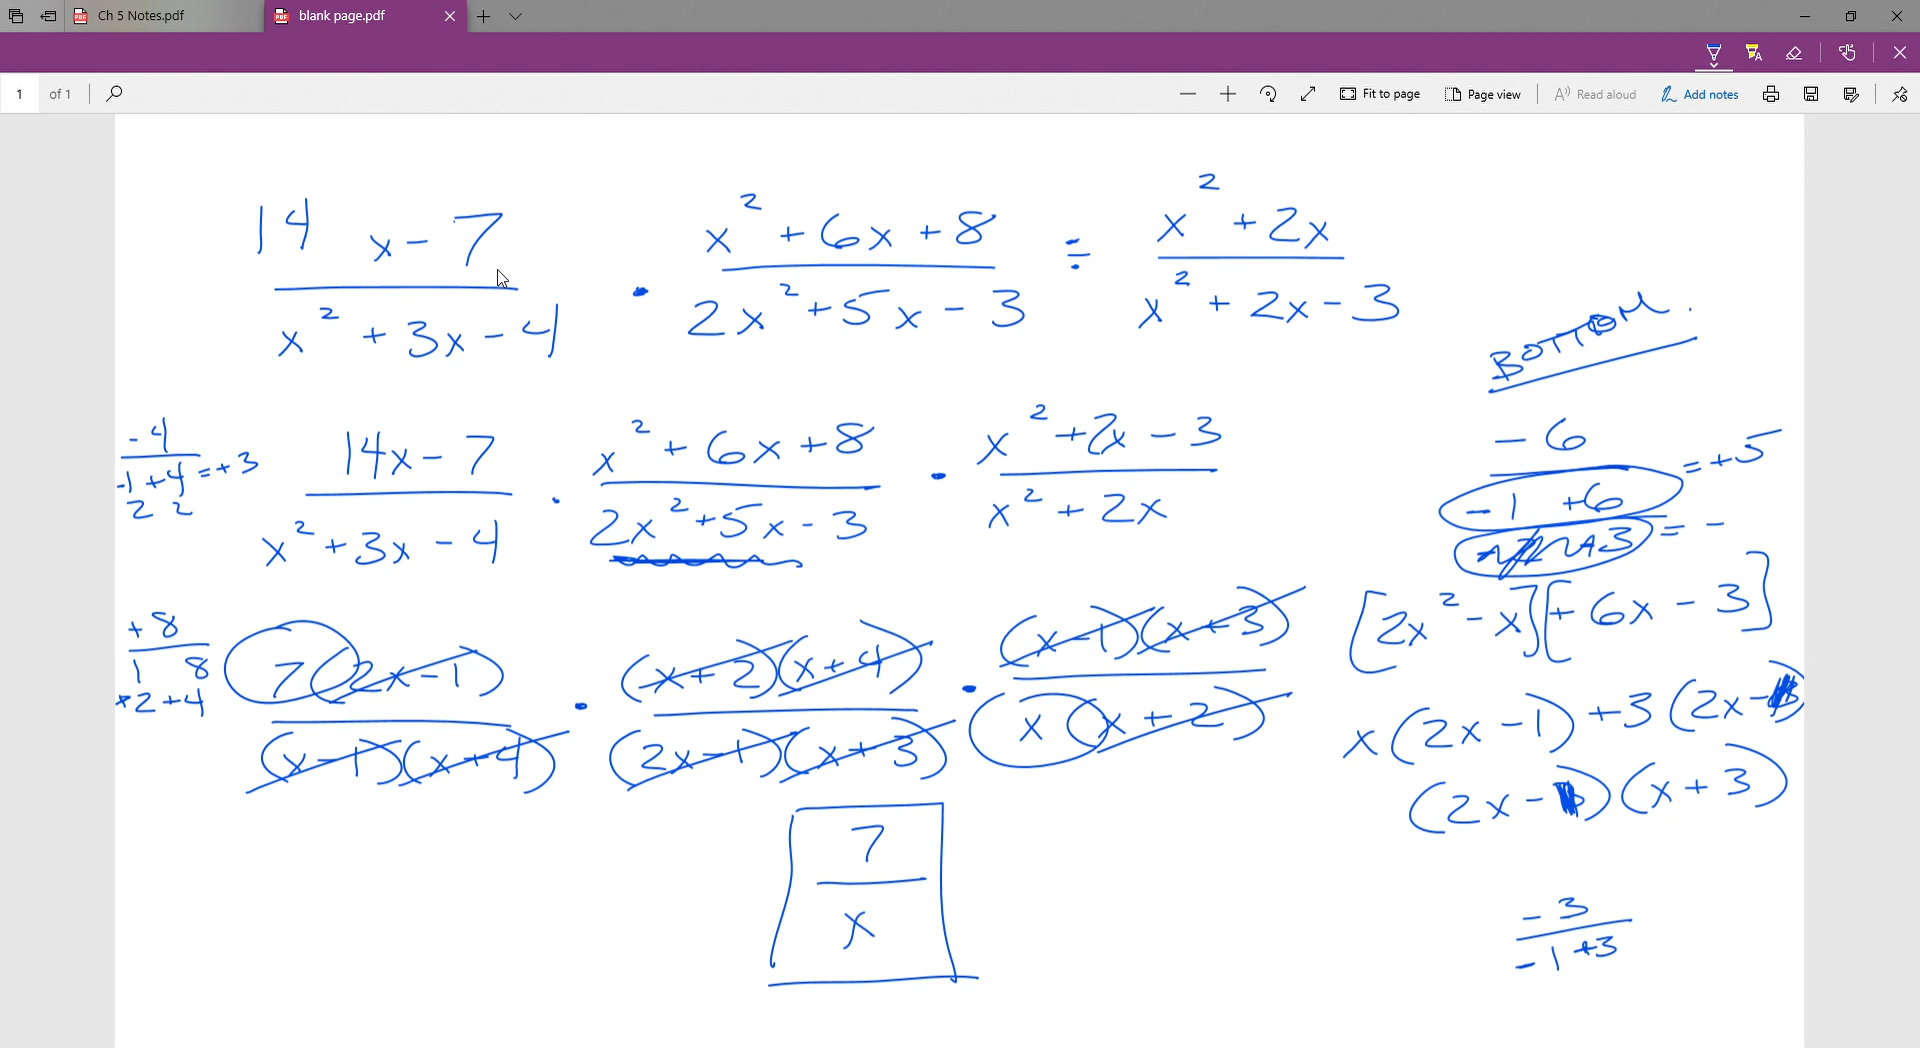 Ch 5 Notes.pdf blank page.pdf
1 of 1 Fit to page Page view Read aloud Add notes
14x - 7 / x² + 3x - 4 · x² + 6x + 8 / 2x² + 5x - 3 ÷ x² + 2x / x² + 2x - 3
BOTTOM.
-4 / -1 +4 = +3
2 2
14x - 7 / x² + 3x - 4 · x² + 6x + 8 / 2x² + 5x - 3 · x² + 2x - 3 / x² + 2x
-6
-1 +6 = +5
= -
[2x² - x][+ 6x - 3]
+8
1 8
+2 +4
7(2x-1) / (x-1)(x+4) · (x+2)(x+4) / (2x-1)(x+3) · (x-1)(x+3) / x(x+2)
x(2x-1) +3(2x-
(2x- )(x+3)
7 / x
-3
-1 +3